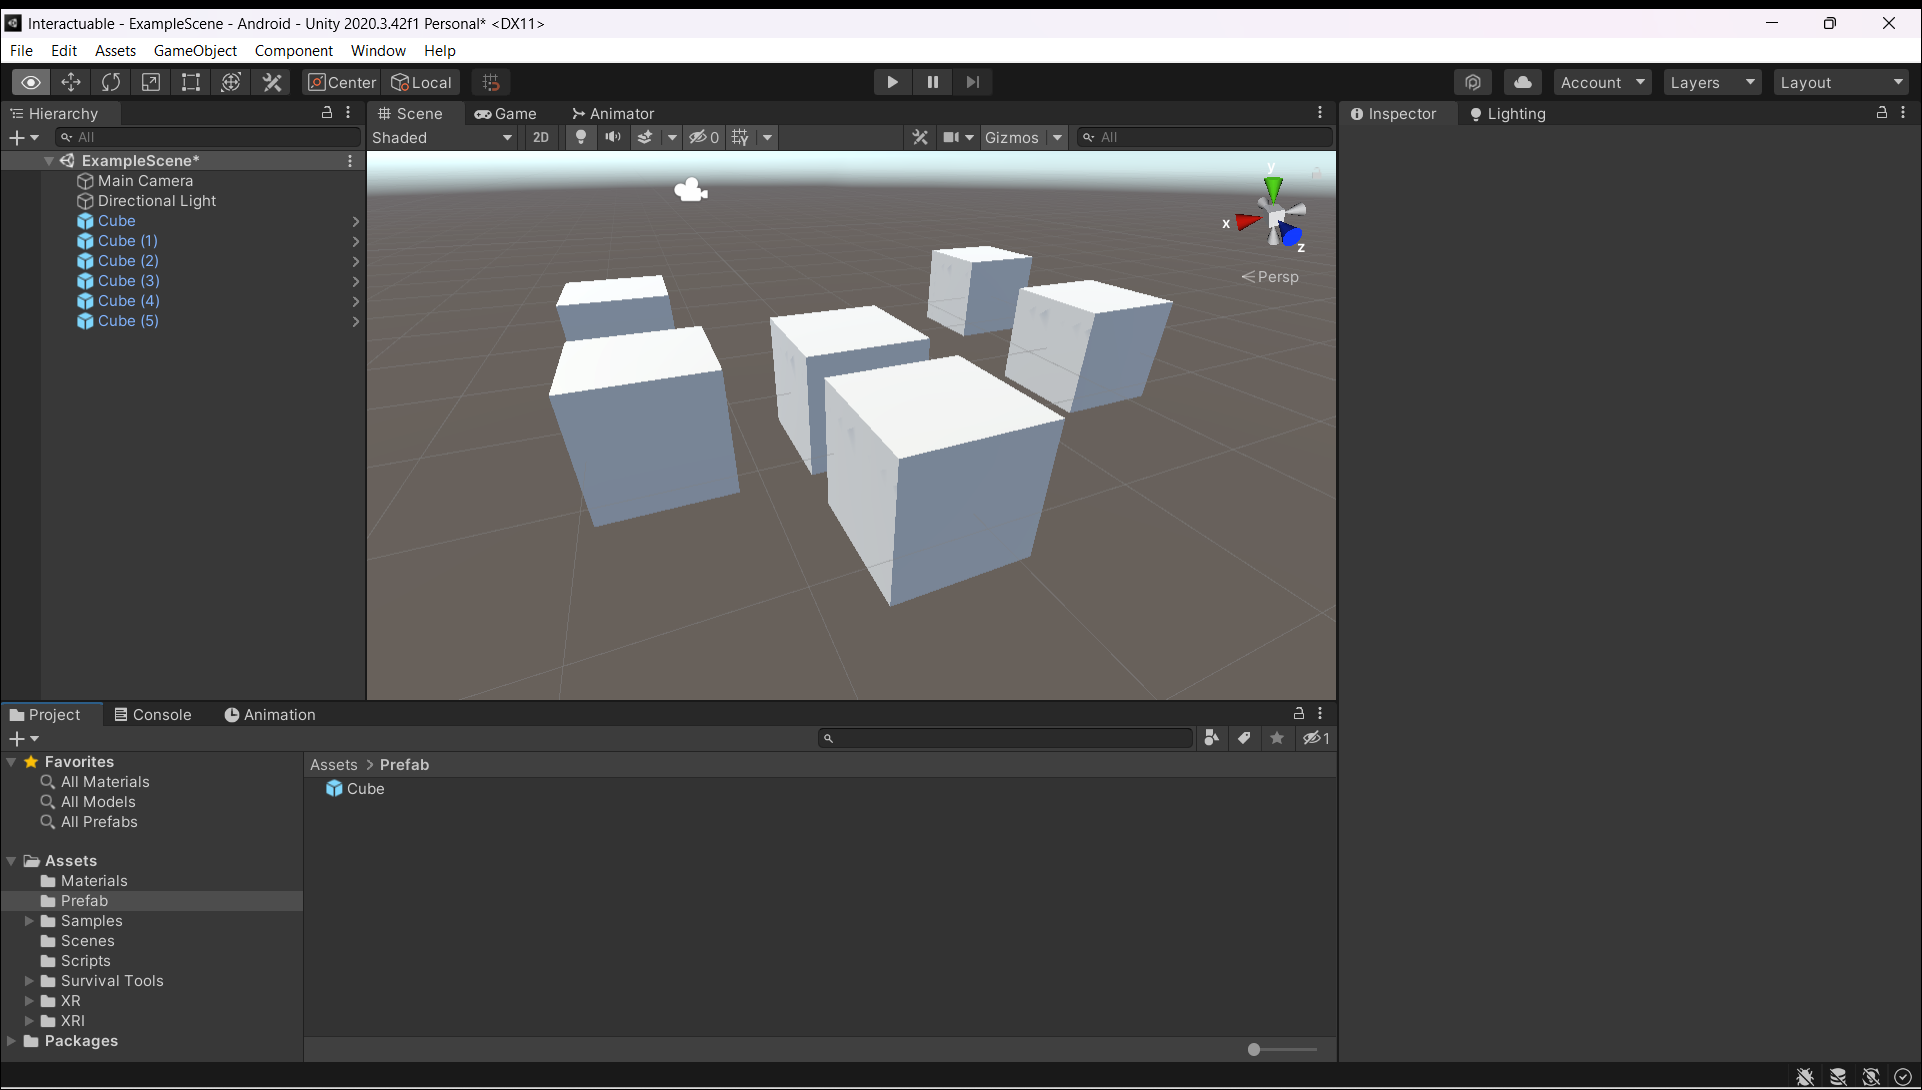 Interactuable - ExampleScene - Android - Unity 2020.3.42f1 Personal* <DX11>
File Edit Assets GameObject Component Window Help
Center Local Account Layers Layout
Hierarchy
All
ExampleScene*
Main Camera
Directional Light
Cube
Cube (1)
Cube (2)
Cube (3)
Cube (4)
Cube (5)
Scene Game Animator
Shaded 2D 0 Gizmos All
y
x
z
Persp
Inspector Lighting
Project Console Animation
1
Favorites
All Materials
All Models
All Prefabs
Assets
Materials
Prefab
Samples
Scenes
Scripts
Survival Tools
XR
XRI
Packages
Assets > Prefab
Cube